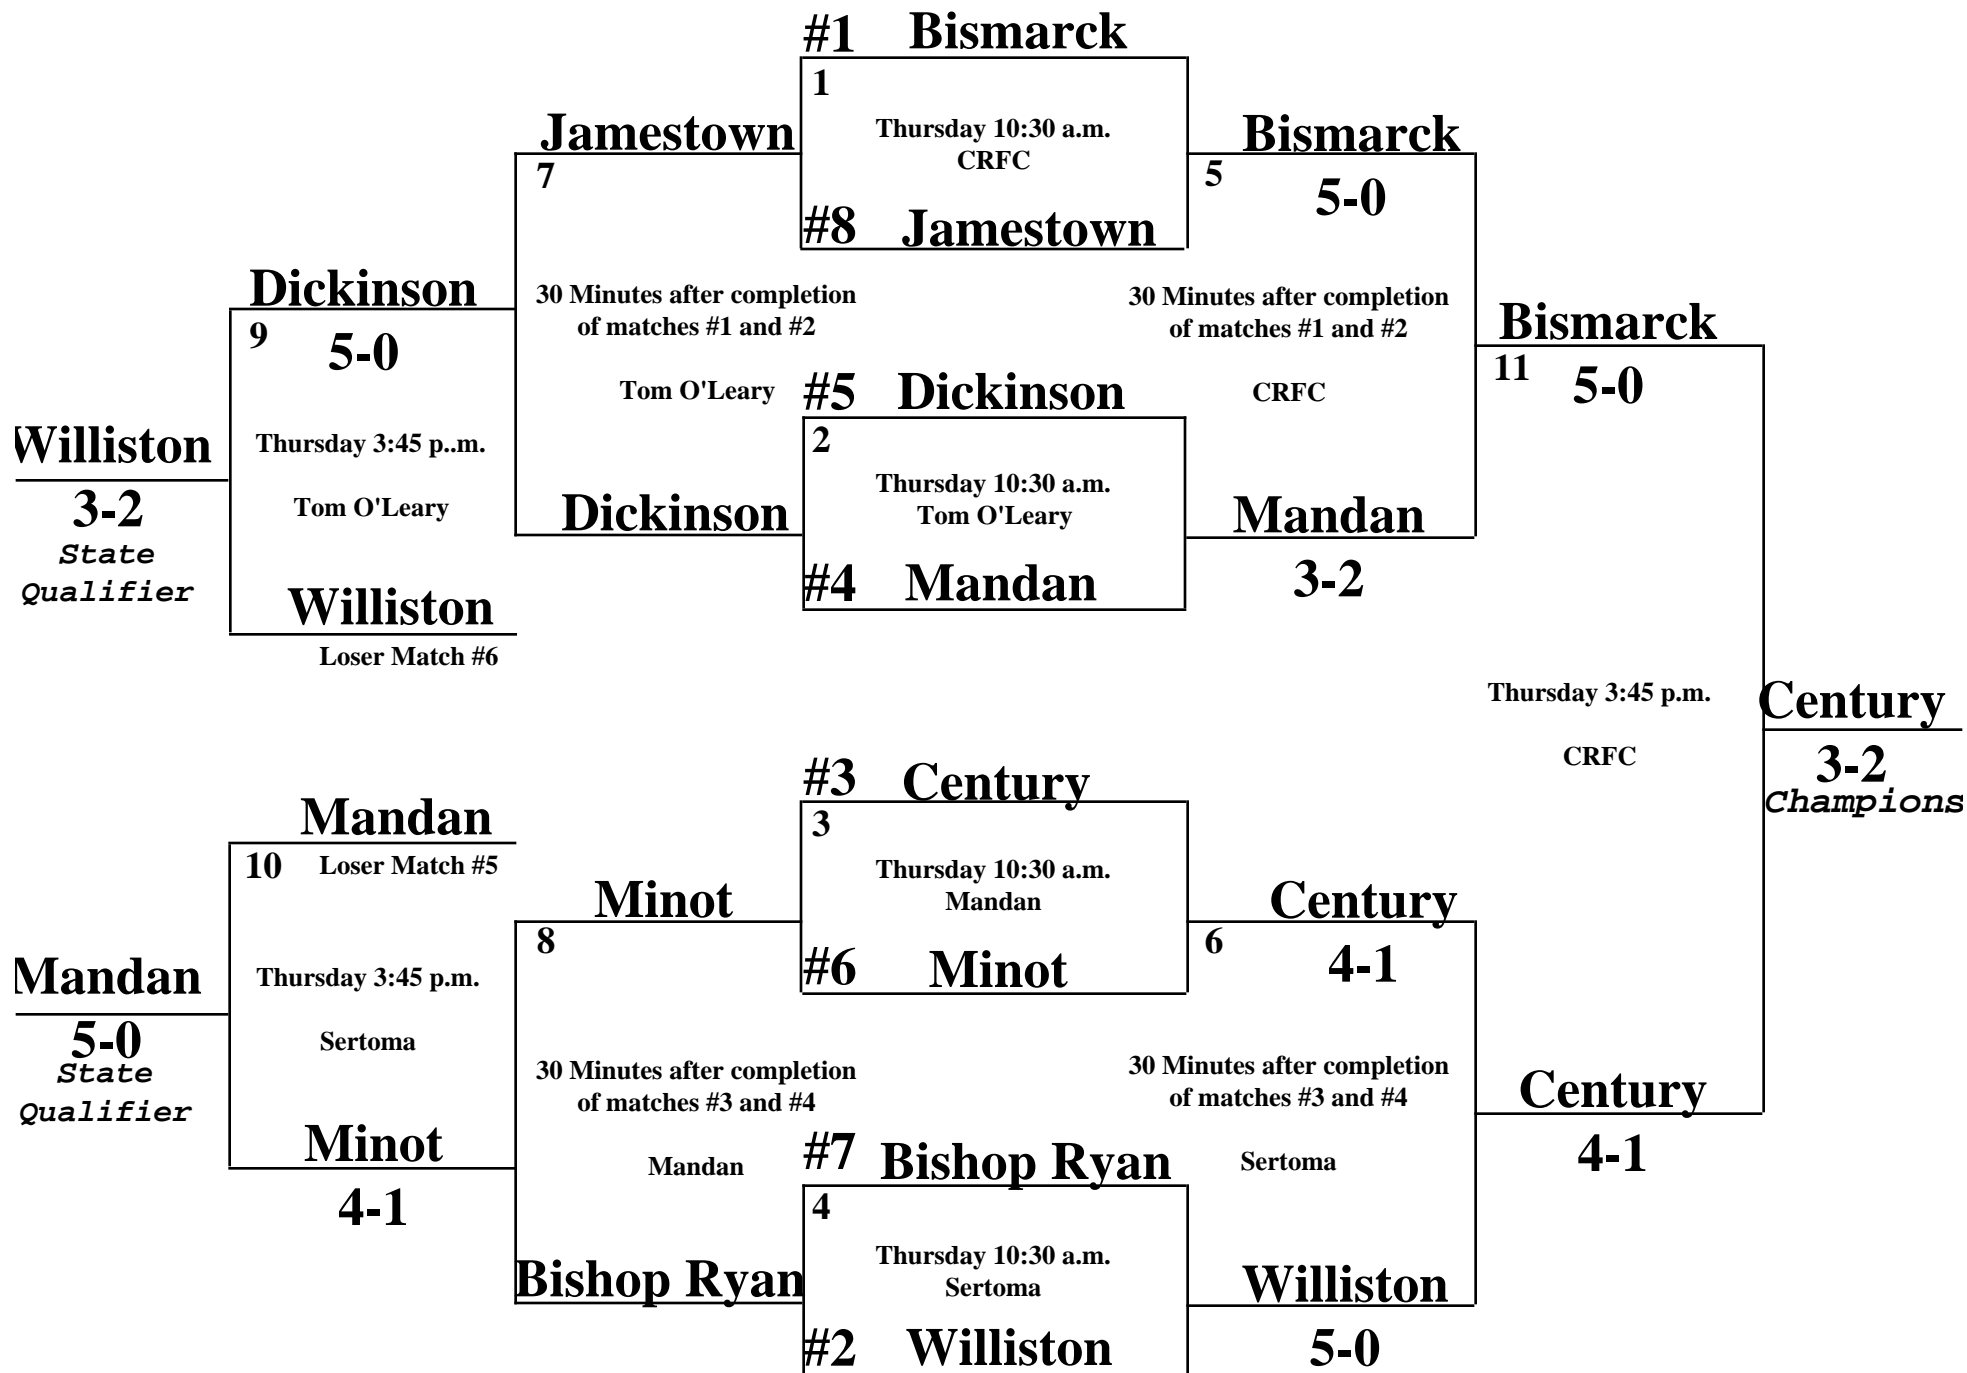 #1 Bismarck
1
Thursday 10:30 a.m.
CRFC
#8 Jamestown
Jamestown
7
30 Minutes after completion
of matches #1 and #2
Tom O'Leary
Dickinson
#5 Dickinson
2
Thursday 10:30 a.m.
Tom O'Leary
#4 Mandan
Bismarck
5
5-0
30 Minutes after completion
of matches #1 and #2
CRFC
Mandan
3-2
Bismarck
11
5-0
Thursday 3:45 p.m.
CRFC
Century
3-2
Champions
Dickinson
9
5-0
Thursday 3:45 p..m.
Tom O'Leary
Williston
Loser Match #6
Williston
3-2
State
Qualifier
#3 Century
3
Thursday 10:30 a.m.
Mandan
#6 Minot
Century
6
4-1
30 Minutes after completion
of matches #3 and #4
Sertoma
Williston
5-0
Century
4-1
#7 Bishop Ryan
4
Thursday 10:30 a.m.
Sertoma
#2 Williston
Minot
8
30 Minutes after completion
of matches #3 and #4
Mandan
Bishop Ryan
Mandan
10
Loser Match #5
Thursday 3:45 p.m.
Sertoma
Minot
4-1
Mandan
5-0
State
Qualifier